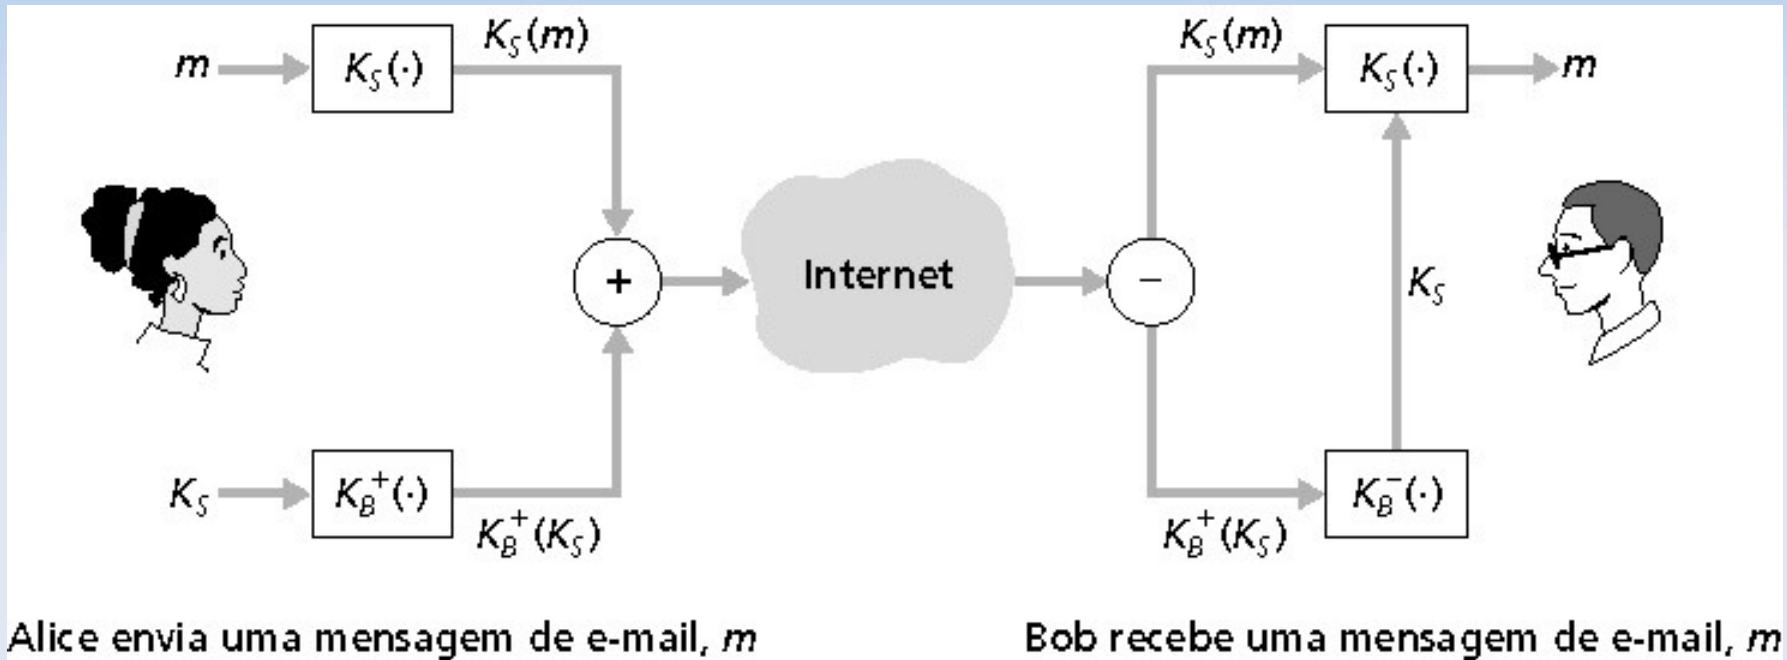 m
K_S(·)
K_S(m)
K_S(m)
K_S(·)
m
+
Internet
−
K_S
K_S
K_B^+(·)
K_B^+(K_S)
K_B^+(K_S)
K_B^−(·)
Alice envia uma mensagem de e-mail, m
Bob recebe uma mensagem de e-mail, m